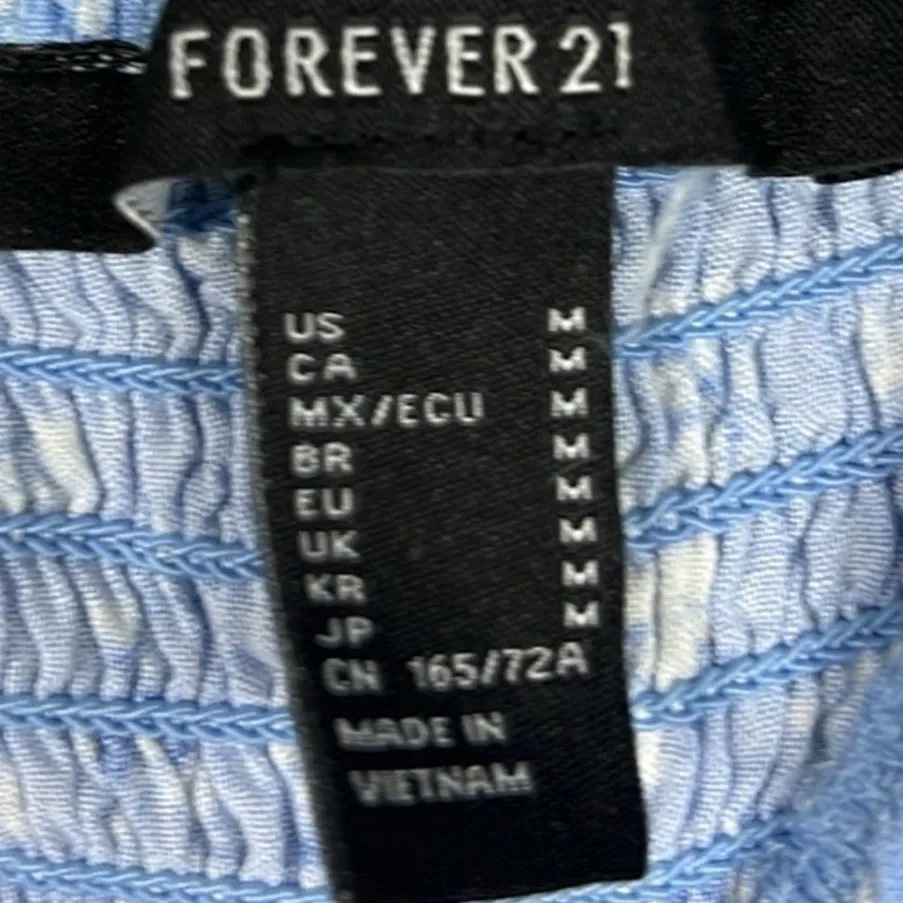 FOREVER 21
US M
CA M
MX/ECU M
BR M
EU M
UK M
KR M
JP M
CN 165/72A
MADE IN
VIETNAM